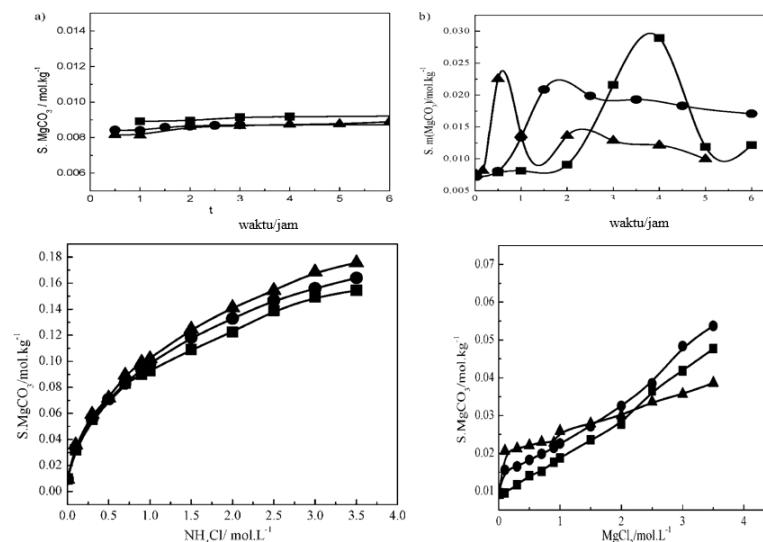 a)
S. MgCO3 / mol.kg-1
0.014
0.012
0.010
0.008
0.006
0 1 2 3 4 5 6
t
waktu/jam
b)
S. m(MgCO3)/mol.kg-1
0.030
0.025
0.020
0.015
0.010
0.005
0 1 2 3 4 5 6
waktu/jam
S.MgCO3/mol.kg-1
0.18
0.16
0.14
0.12
0.10
0.08
0.06
0.04
0.02
0.00
0.0 0.5 1.0 1.5 2.0 2.5 3.0 3.5 4.0
NH4Cl/ mol.L-1
S.MgCO3/mol.kg-1
0.07
0.06
0.05
0.04
0.03
0.02
0.01
0 1 2 3 4
MgCl2/mol.L-1